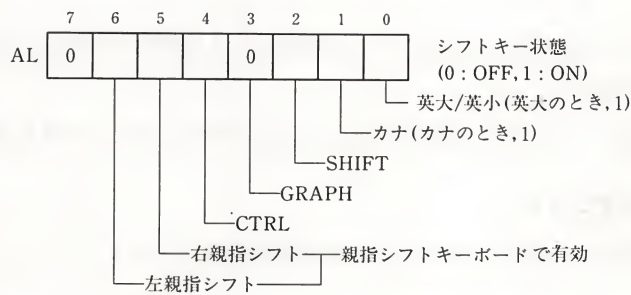 7 6 5 4 3 2 1 0
AL 0 0 シフトキー状態
(0：OFF,1：ON)
英大/英小(英大のとき,1)
カナ(カナのとき,1)
SHIFT
GRAPH
CTRL
右親指シフト 親指シフトキーボードで有効
左親指シフト